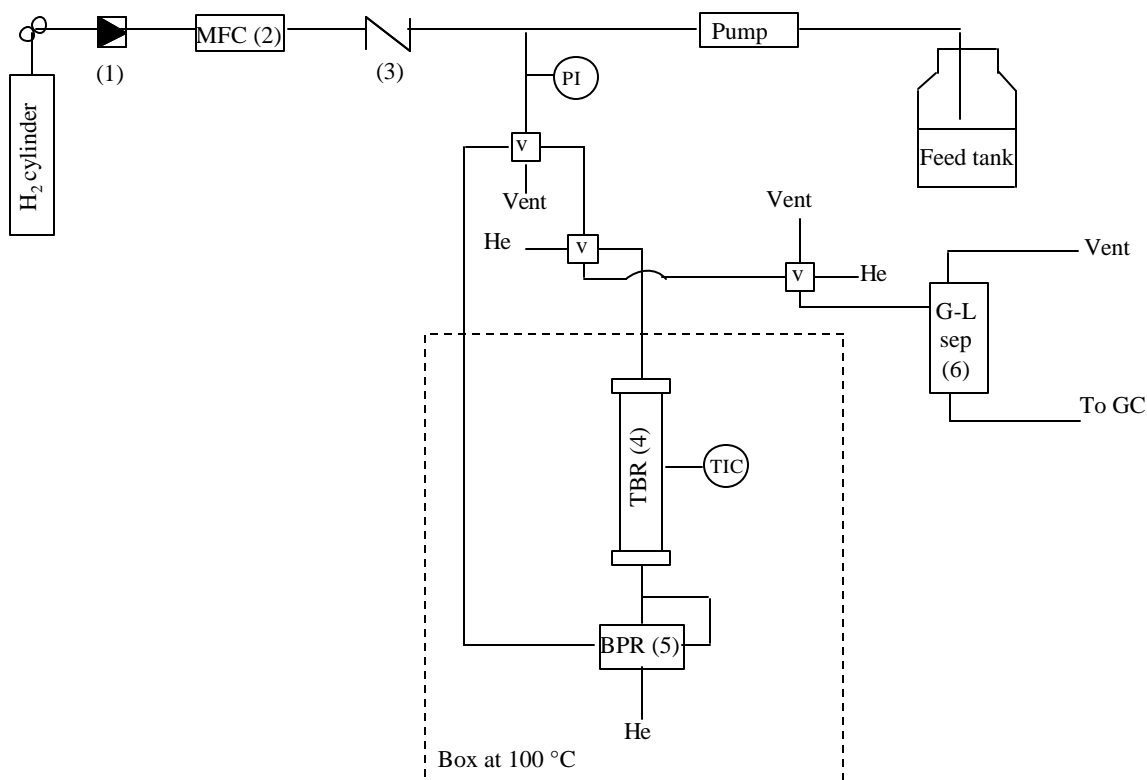 MFC (2)
Pump
(1)
(3)
PI
H₂ cylinder
v
Feed tank
Vent
Vent
He
v
v
He
Vent
G-L
sep
(6)
To GC
TBR (4)
TIC
BPR (5)
He
Box at 100 °C